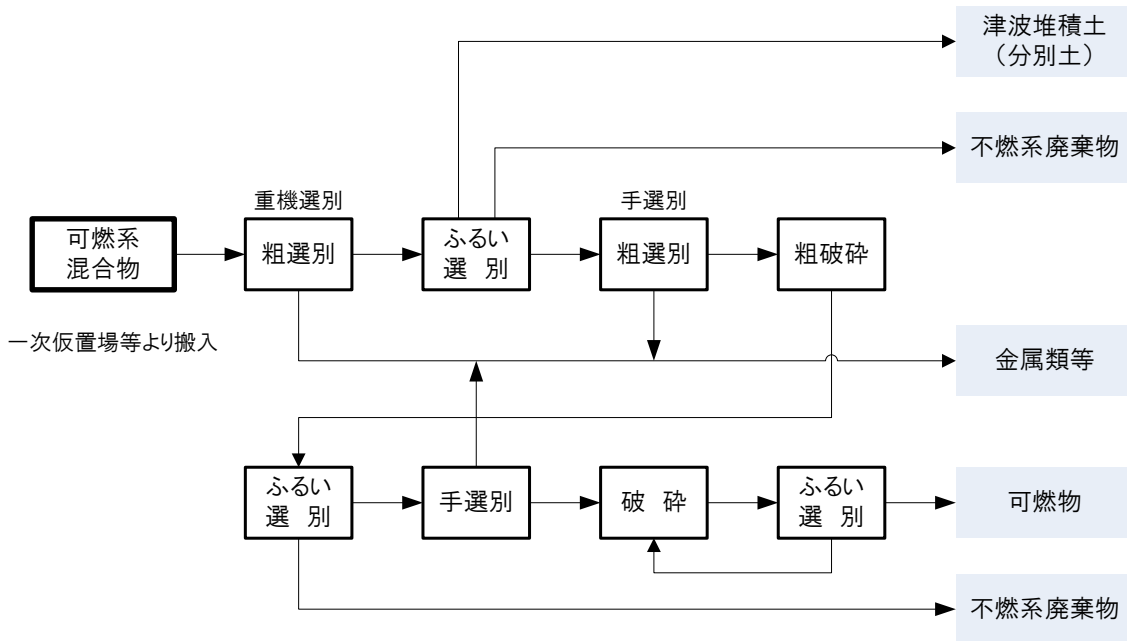 津波堆積土
（分別土）
不燃系廃棄物
重機選別
手選別
可燃系
混合物
粗選別
ふるい
選　別
粗選別
粗破砕
一次仮置場等より搬入
金属類等
ふるい
選　別
手選別
破　砕
ふるい
選　別
可燃物
不燃系廃棄物